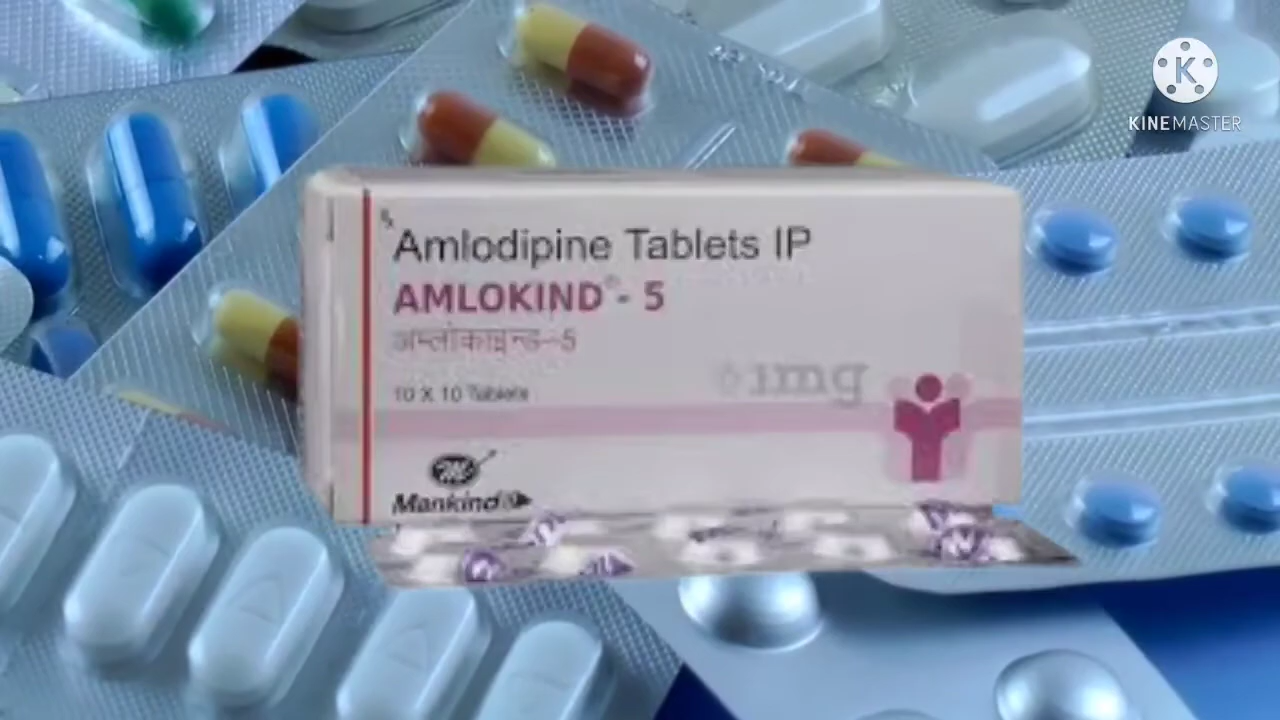 KINEMASTER
Amlodipine Tablets IP
AMLOKIND® - 5
अम्लोकाइन्ड-5
10 X 10 Tablets
1mg
Mankind